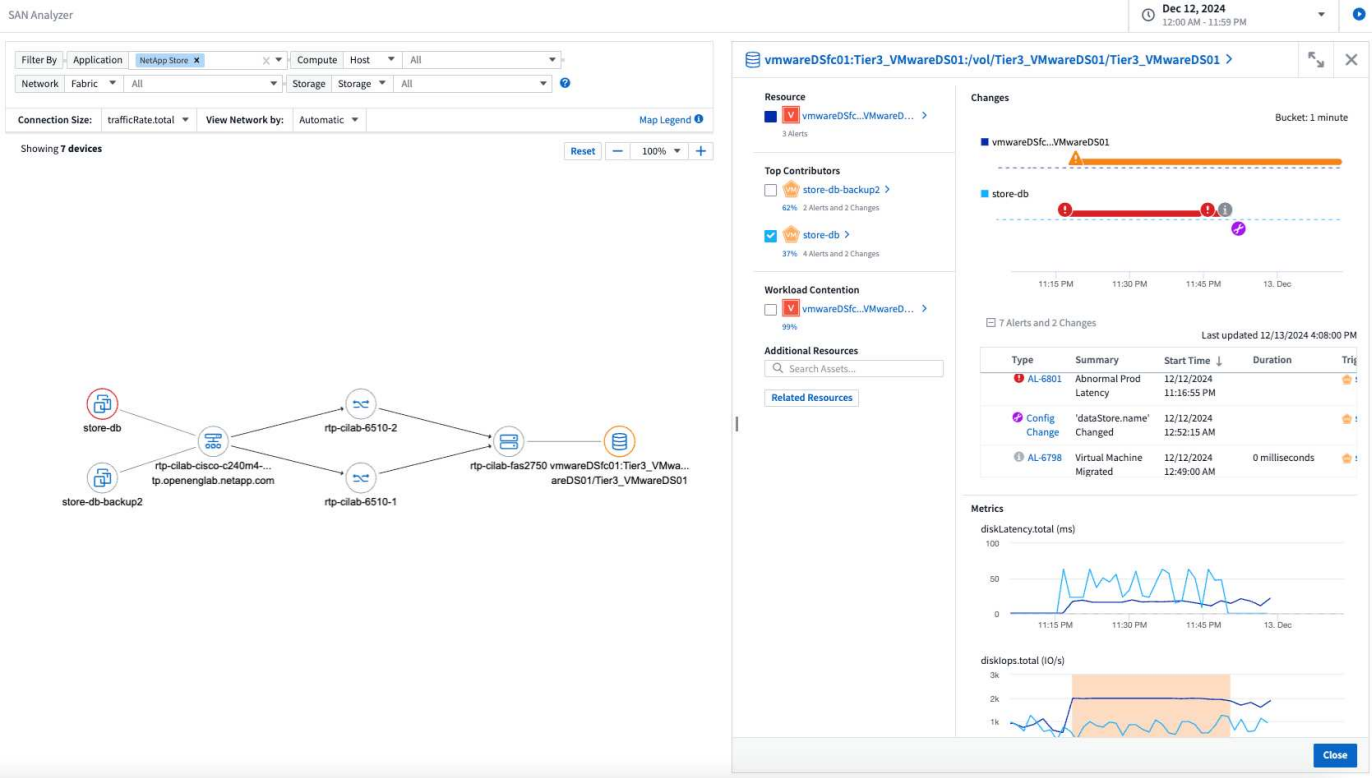 SAN Analyzer
Dec 12, 2024
12:00 AM - 11:59 PM
Filter By Application NetApp Store × × Compute Host All
Network Fabric All Storage Storage All ?
Connection Size: trafficRate.total View Network by: Automatic Map Legend
Showing 7 devices
Reset — 100% +
store-db
store-db-backup2
rtp-cilab-cisco-c240m4-...
tp.openenglab.netapp.com
rtp-cilab-6510-2
rtp-cilab-6510-1
rtp-cilab-fas2750
vmwareDSfc01:Tier3_VMwa...
areDS01/Tier3_VMwareDS01
vmwareDSfc01:Tier3_VMwareDS01:/vol/Tier3_VMwareDS01/Tier3_VMwareDS01 >
Resource
V vmwareDSfc...VMwareD... >
3 Alerts
Top Contributors
VM store-db-backup2 >
62% 2 Alerts and 2 Changes
VM store-db >
37% 4 Alerts and 2 Changes
Workload Contention
V vmwareDSfc...VMwareD... >
99%
Additional Resources
Search Assets...
Related Resources
Changes
Bucket: 1 minute
vmwareDSfc...VMwareDS01
store-db
11:15 PM 11:30 PM 11:45 PM 13. Dec
7 Alerts and 2 Changes
Last updated 12/13/2024 4:08:00 PM
Type Summary Start Time ↓ Duration Trig
AL-6801 Abnormal Prod Latency 12/12/2024 11:16:55 PM
Config Change 'dataStore.name' Changed 12/12/2024 12:52:15 AM
AL-6798 Virtual Machine Migrated 12/12/2024 12:49:00 AM 0 milliseconds
Metrics
diskLatency.total (ms)
100
50
0
11:15 PM 11:30 PM 11:45 PM 13. Dec
diskIops.total (IO/s)
3k
2k
1k
Close